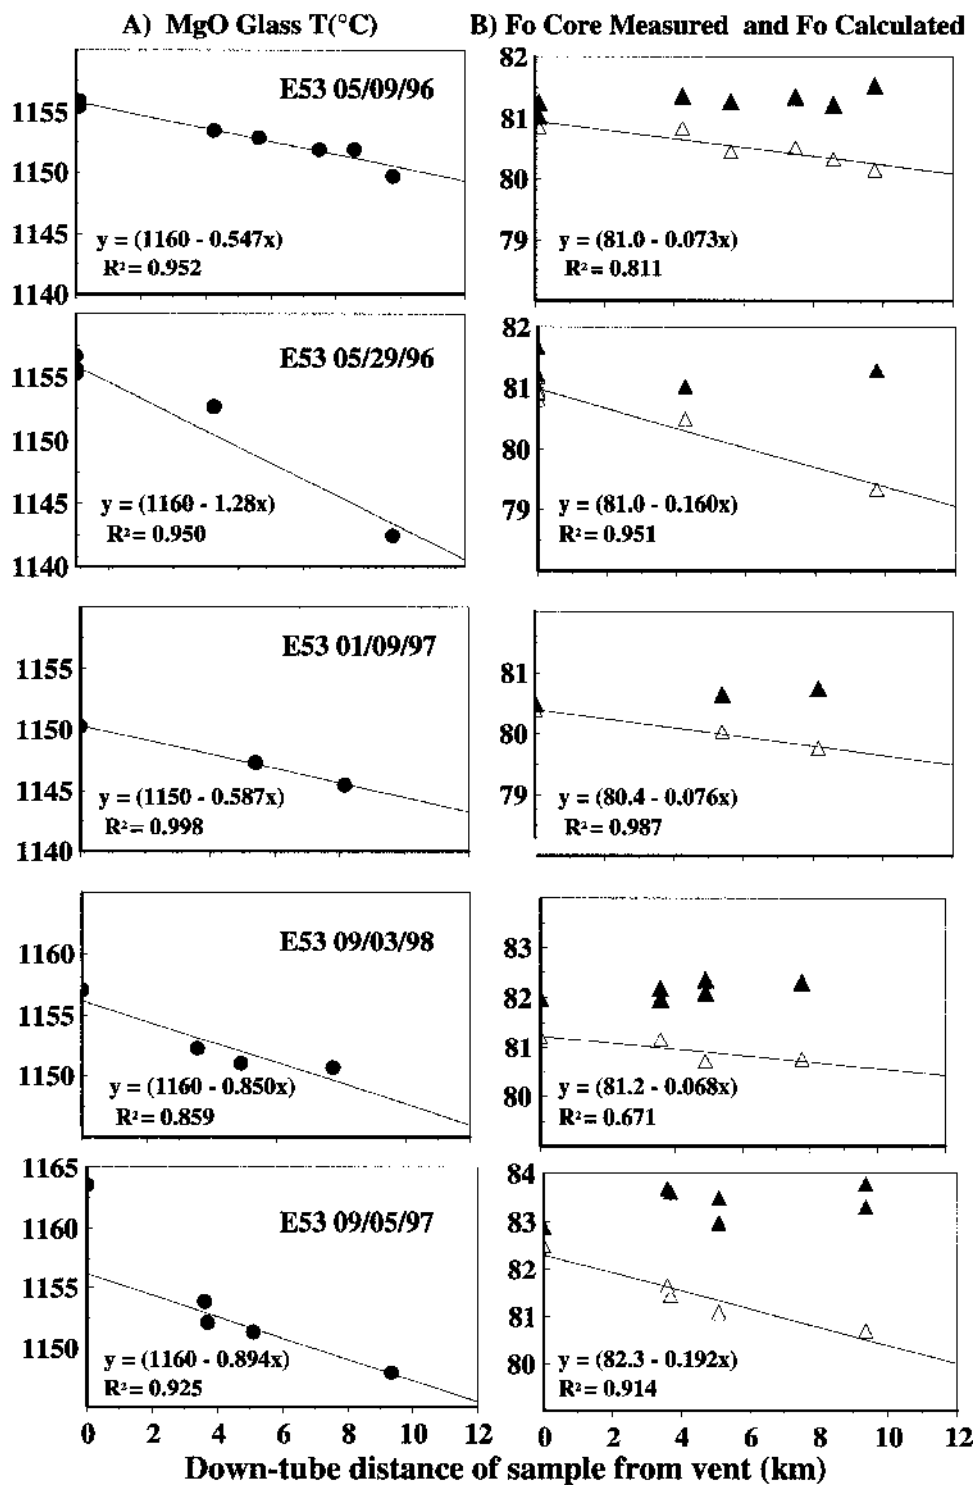 A) MgO Glass T(°C)
B) Fo Core Measured and Fo Calculated
E53 05/09/96
1155
1150
1145
1140
y = (1160 - 0.547x)
R² = 0.952
82
81
80
79
y = (81.0 - 0.073x)
R² = 0.811
E53 05/29/96
1155
1150
1145
1140
y = (1160 - 1.28x)
R² = 0.950
82
81
80
79
y = (81.0 - 0.160x)
R² = 0.951
E53 01/09/97
1155
1150
1145
1140
y = (1150 - 0.587x)
R² = 0.998
81
80
79
y = (80.4 - 0.076x)
R² = 0.987
E53 09/03/98
1160
1155
1150
y = (1160 - 0.850x)
R² = 0.859
83
82
81
80
y = (81.2 - 0.068x)
R² = 0.671
E53 09/05/97
1165
1160
1155
1150
y = (1160 - 0.894x)
R² = 0.925
0 2 4 6 8 10 12
84
83
82
81
80
y = (82.3 - 0.192x)
R² = 0.914
0 2 4 6 8 10 12
Down-tube distance of sample from vent (km)